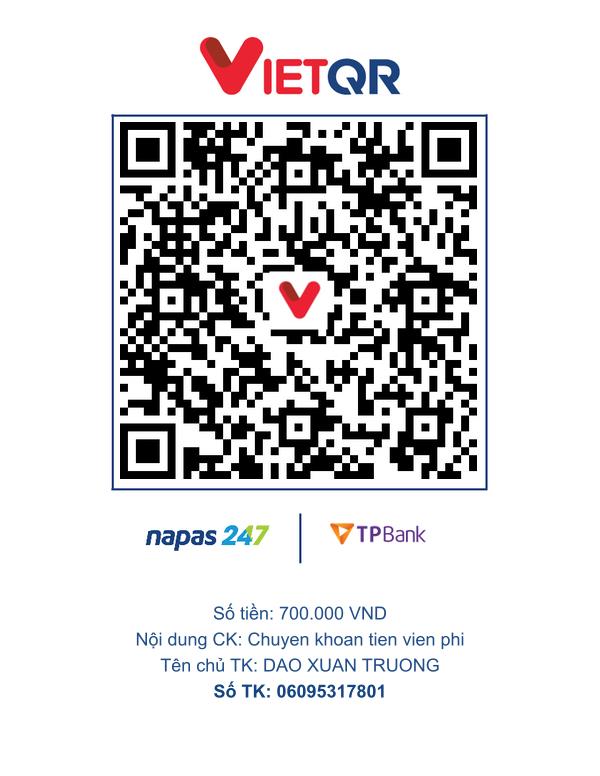 VIETQR
napas 247
TPBank
Số tiền: 700.000 VND
Nội dung CK: Chuyen khoan tien vien phi
Tên chủ TK: DAO XUAN TRUONG
Số TK: 06095317801